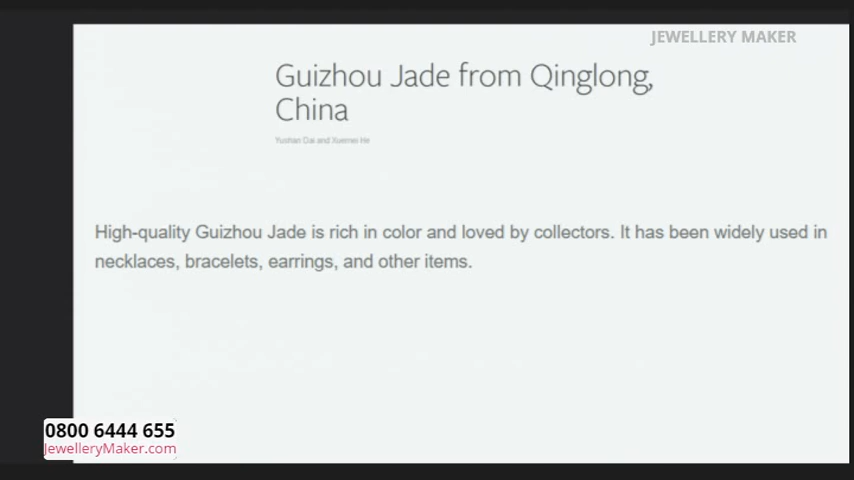 JEWELLERY MAKER
Guizhou Jade from Qinglong,
China
Yushan Dai and Xuemei He
High-quality Guizhou Jade is rich in color and loved by collectors. It has been widely used in
necklaces, bracelets, earrings, and other items.
0800 6444 655
JewelleryMaker.com